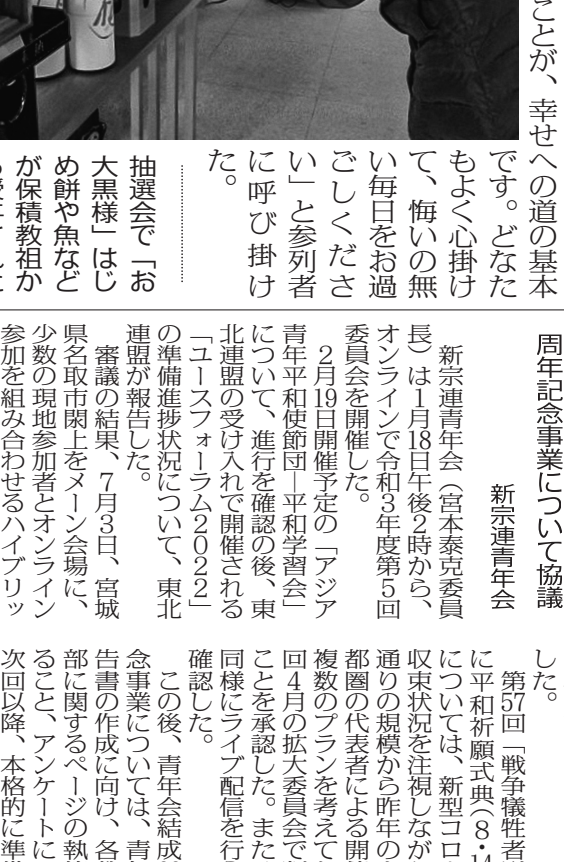 ことが、幸せへの道の基本
です。どなた
もよく心掛け
て、悔いの無
い毎日をお過
ごしくださ
い」と参列者
に呼び掛け
た。
抽選会で「お
大黒様」はじ
め餅や魚など
が保積教祖か
周年記念事業について協議
新宗連青年会
新宗連青年会（宮本泰克委員
長）は1月18日午後2時から、
オンラインで令和3年度第5回
委員会を開催した。
2月19日開催予定の「アジア
青年平和使節団―平和学習会」
について、進行を確認の後、東
北連盟の受け入れで開催される
「ユースフォーラム2022」
の準備進捗状況について、東北
連盟が報告した。
審議の結果、7月3日、宮城
県名取市閖上をメーン会場に、
少数の現地参加者とオンライン
参加を組み合わせるハイブリッ
した。
第57回「戦争犠牲者
に平和祈願式典（8・1
については、新型コロ
収束状況を注視しなが
通りの規模から昨年の
都圏の代表者による開
複数のプランを考えて
回4月の拡大委員会で
ことを承認した。また
同様にライブ配信を行
確認した。
この後、青年会結成
念事業については、青
告書の作成に向け、各
部に関するページの執
ること、アンケートに
次回以降、本格的に準